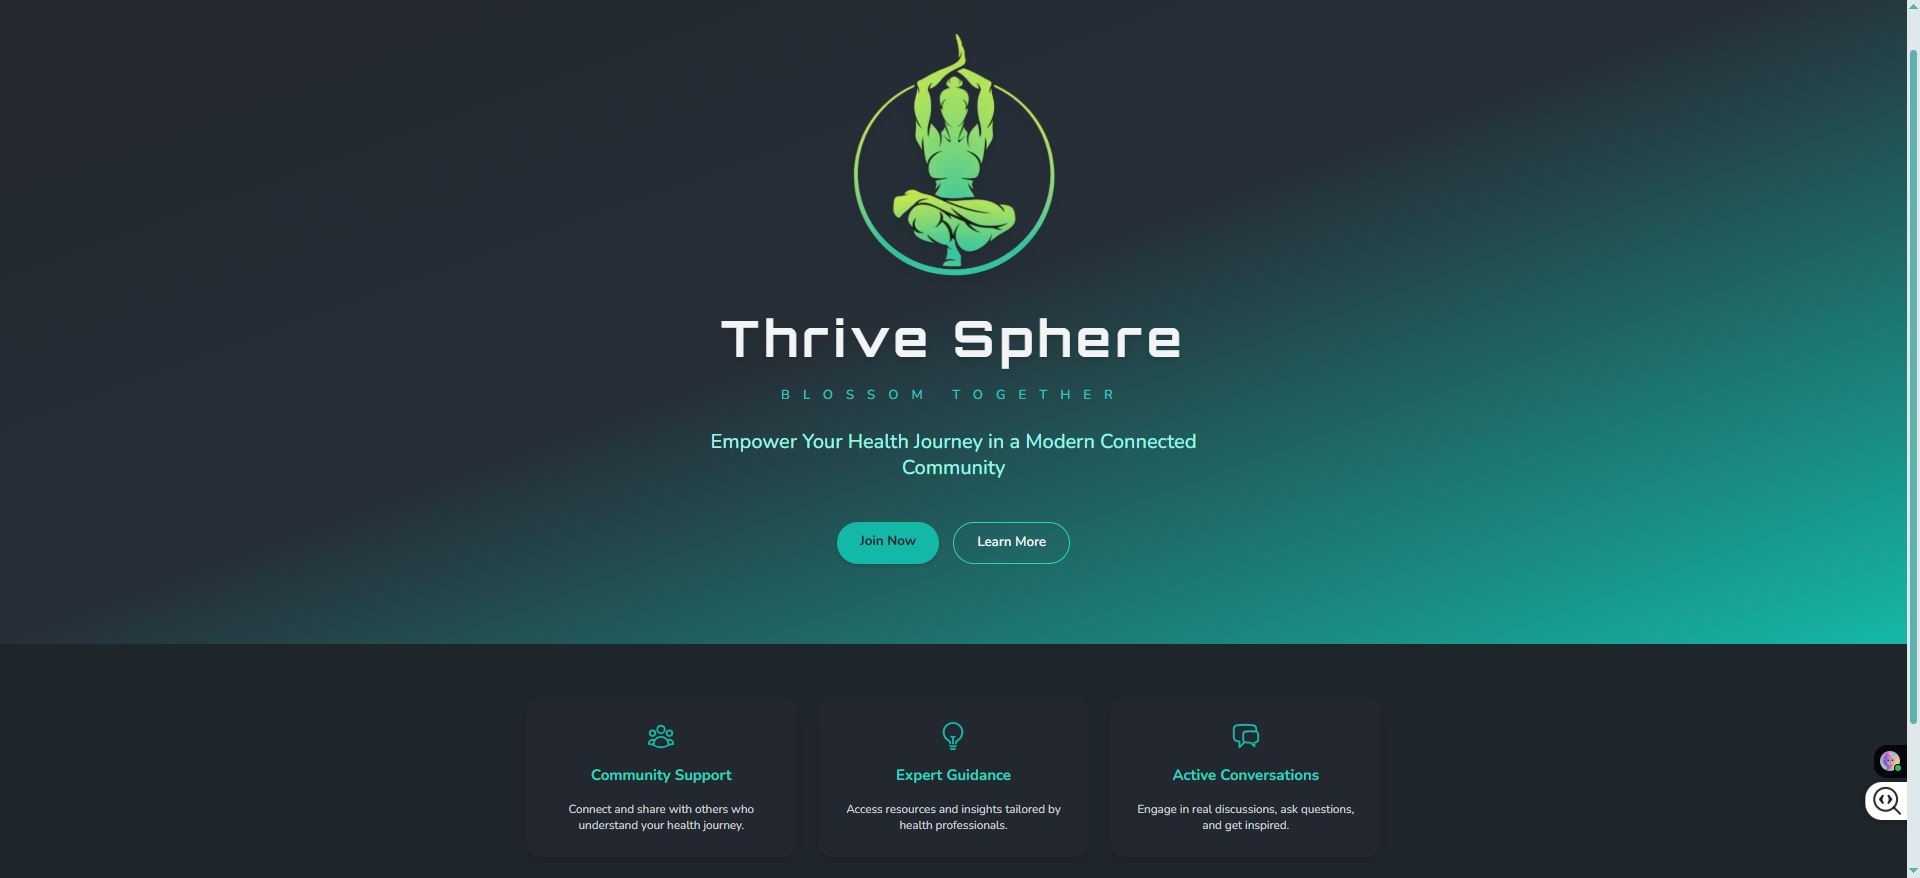 Thrive Sphere
BLOSSOM TOGETHER
Empower Your Health Journey in a Modern Connected
Community
Join Now
Learn More
Community Support
Connect and share with others who
understand your health journey.
Expert Guidance
Access resources and insights tailored by
health professionals.
Active Conversations
Engage in real discussions, ask questions,
and get inspired.